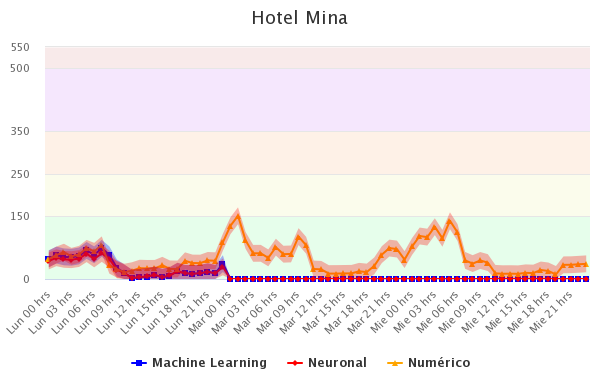 Hotel Mina
550
500
350
250
150
0
Lun 00 hrs
Lun 03 hrs
Lun 06 hrs
Lun 09 hrs
Lun 12 hrs
Lun 15 hrs
Lun 18 hrs
Lun 21 hrs
Mar 00 hrs
Mar 03 hrs
Mar 06 hrs
Mar 09 hrs
Mar 12 hrs
Mar 15 hrs
Mar 18 hrs
Mar 21 hrs
Mie 00 hrs
Mie 03 hrs
Mie 06 hrs
Mie 09 hrs
Mie 12 hrs
Mie 15 hrs
Mie 18 hrs
Mie 21 hrs
Machine Learning Neuronal Numérico